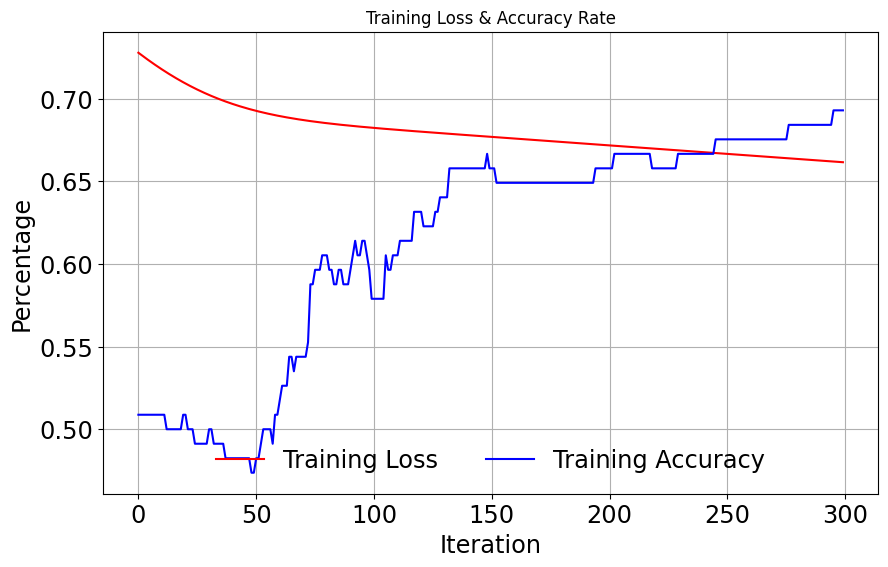 Training Loss & Accuracy Rate
Percentage
0.70
0.65
0.60
0.55
0.50
Training Loss Training Accuracy
0 50 100 150 200 250 300
Iteration